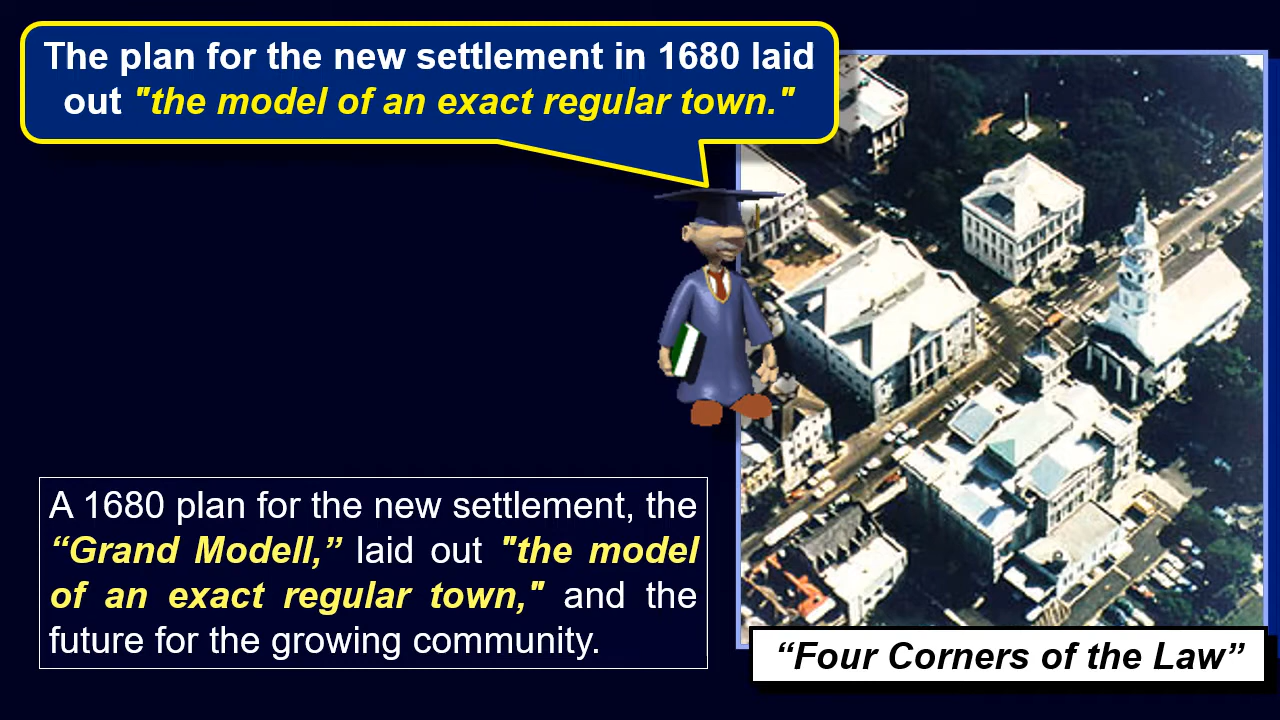 The plan for the new settlement in 1680 laid
out "the model of an exact regular town."
A 1680 plan for the new settlement, the
“Grand Modell,” laid out "the model
of an exact regular town," and the
future for the growing community.
“Four Corners of the Law”